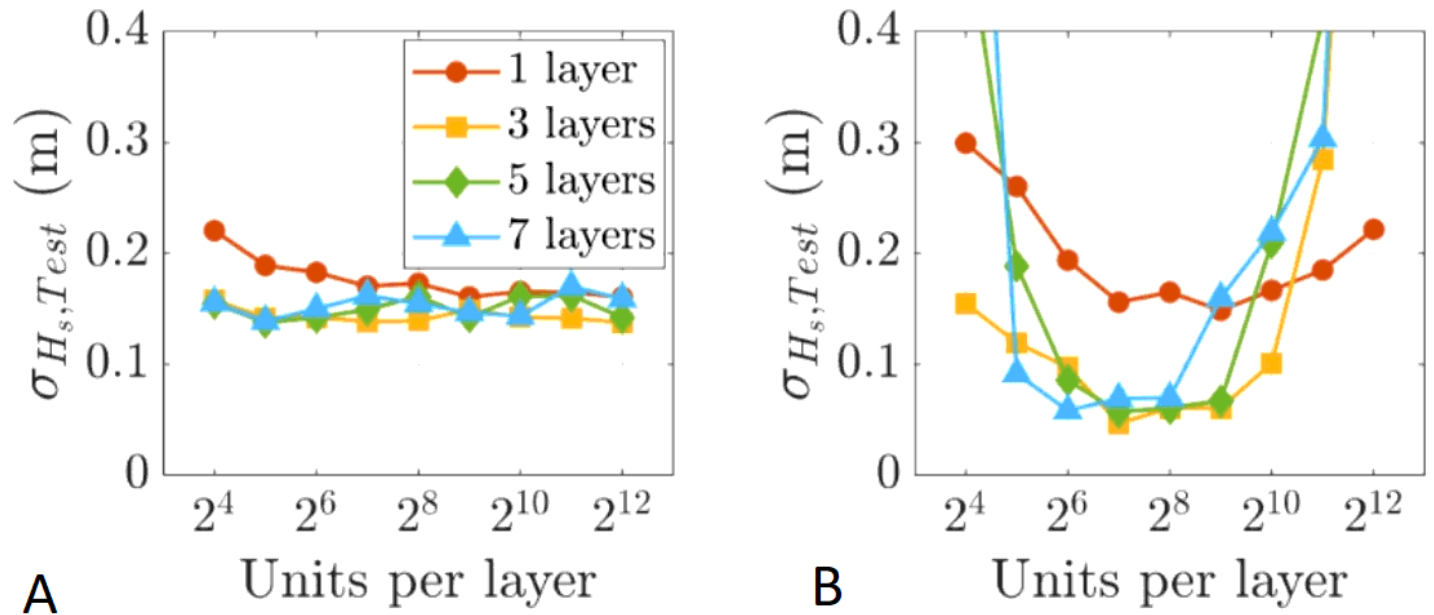 0.4
0.3
0.2
0.1
0
σ_{H_s,Test} (m)
1 layer
3 layers
5 layers
7 layers
2^4 2^6 2^8 2^10 2^12
Units per layer
A
0.4
0.3
0.2
0.1
0
σ_{H_s,Test} (m)
2^4 2^6 2^8 2^10 2^12
Units per layer
B